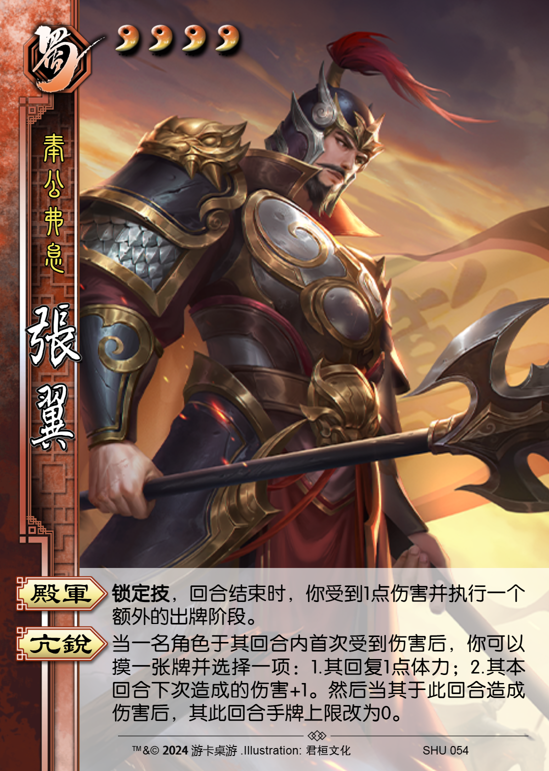 蜀
奉公弗怠
張翼
殿軍
锁定技，回合结束时，你受到1点伤害并执行一个
额外的出牌阶段。
亢銳
当一名角色于其回合内首次受到伤害后，你可以
摸一张牌并选择一项：1.其回复1点体力；2.其本
回合下次造成的伤害+1。然后当其于此回合造成
伤害后，其此回合手牌上限改为0。
™&© 2024 游卡桌游 .Illustration: 君桓文化
SHU 054